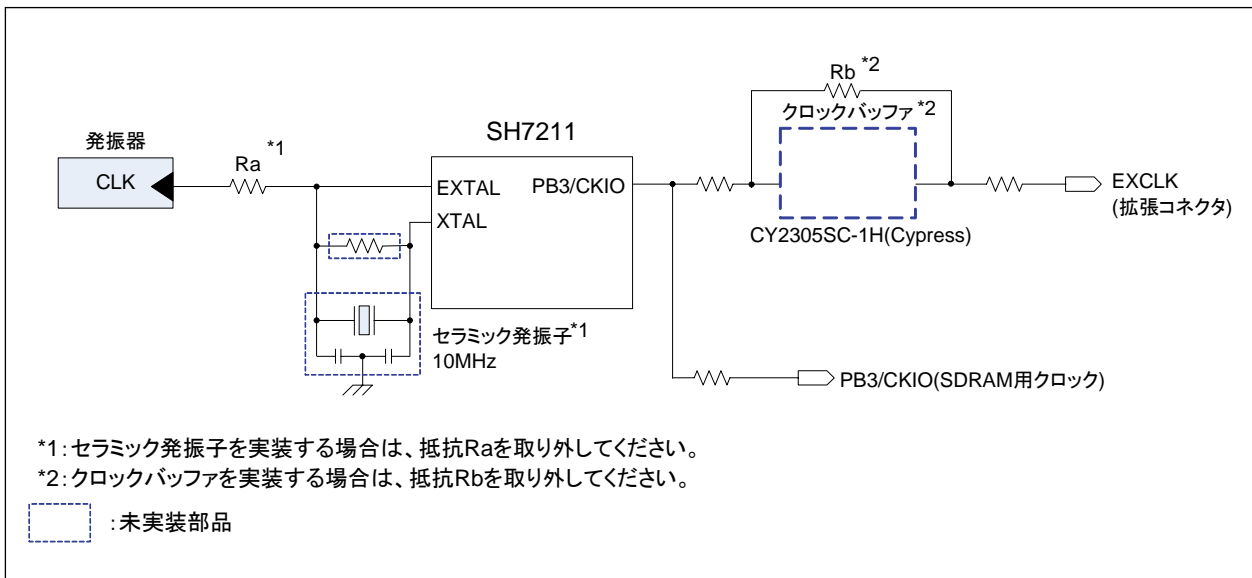 発振器
CLK
Ra *1
SH7211
EXTAL
XTAL
PB3/CKIO
Rb *2
クロックバッファ*2
CY2305SC-1H(Cypress)
EXCLK
(拡張コネクタ)
セラミック発振子*1
10MHz
PB3/CKIO(SDRAM用クロック)
*1:セラミック発振子を実装する場合は、抵抗Raを取り外してください。
*2:クロックバッファを実装する場合は、抵抗Rbを取り外してください。
:未実装部品